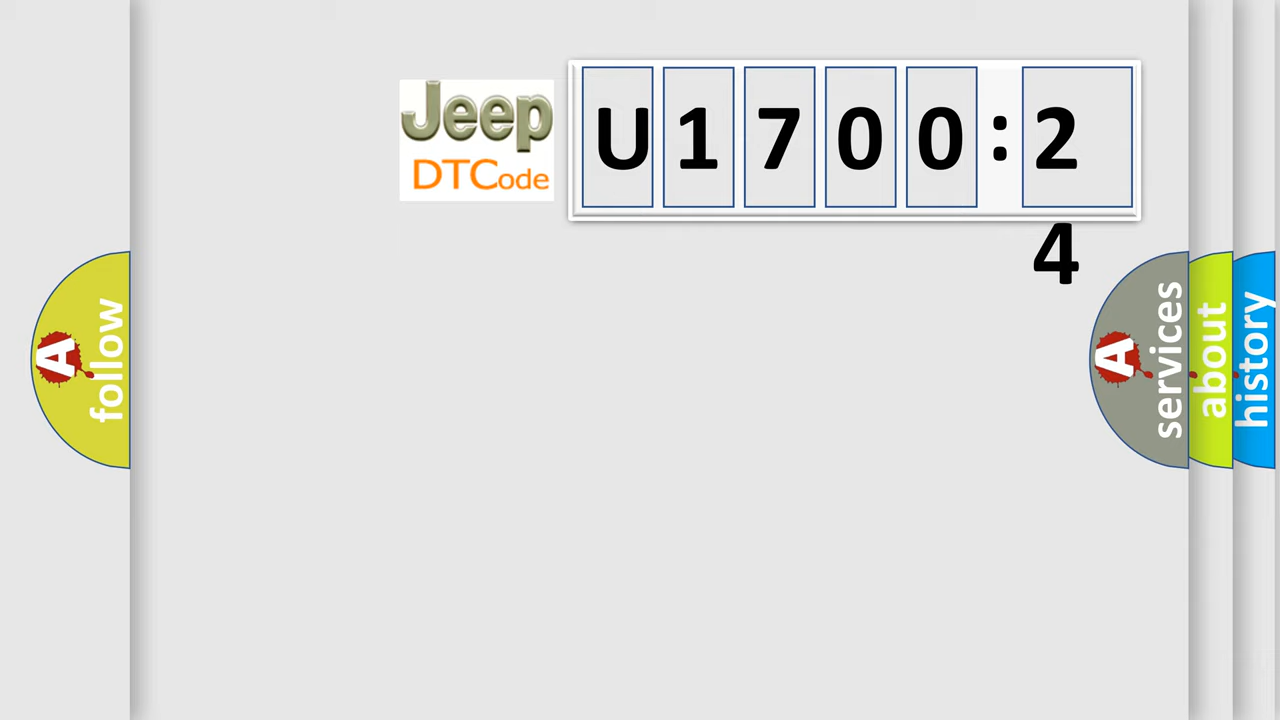 Jeep
DTCode
U1700:2
4
A follow
A services
about
history